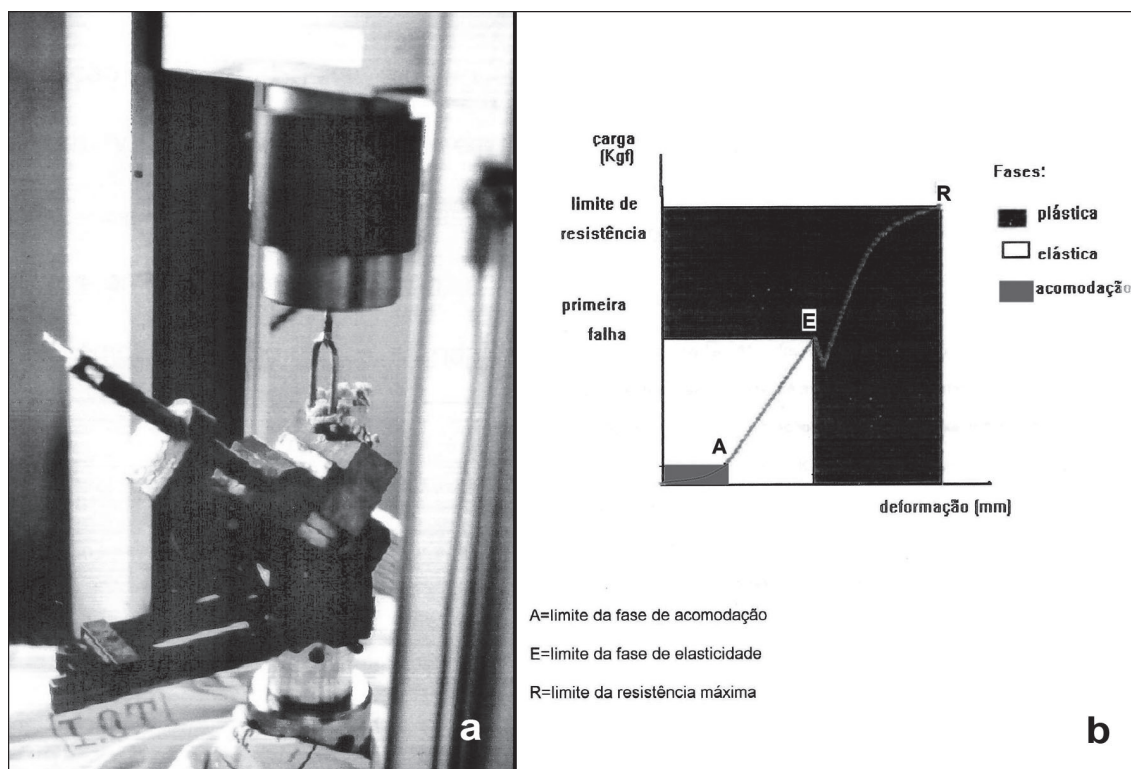 I.O.T
a
çarga
(Kgf)
limite de
resistência
primeira
falha
R
E
A
deformação (mm)
Fases:
plástica
elástica
acomodação
A=limite da fase de acomodação
E=limite da fase de elasticidade
R=limite da resistência máxima
b